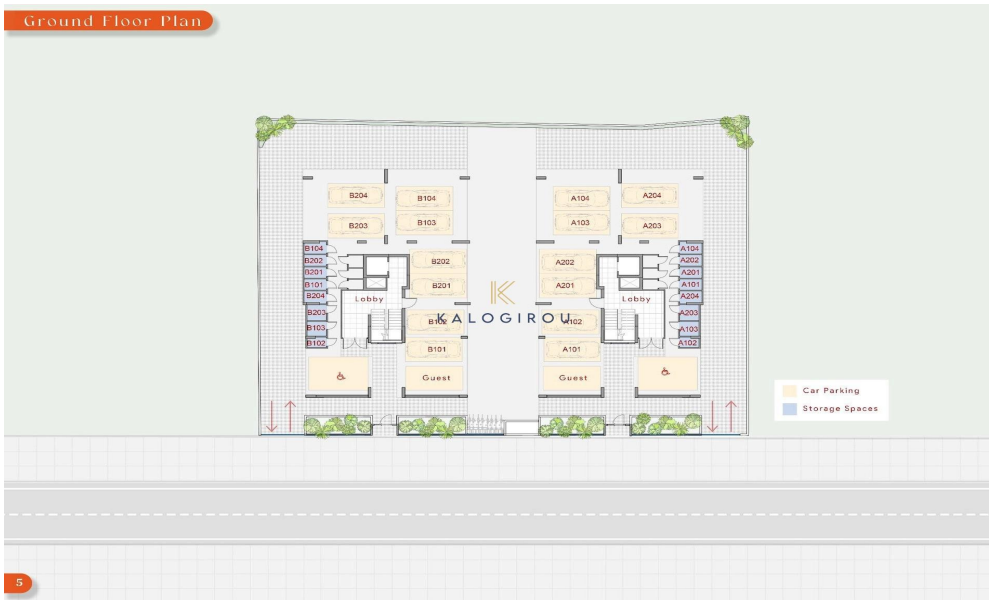 Ground Floor Plan
B204
B104
A104
A204
B203
B103
A103
A203
B104
B202
B201
B101
B204
B203
B103
B102
Lobby
B202
B201
B102
B101
Guest
KALOGIROU
A202
A201
A102
A101
Guest
Lobby
A104
A202
A201
A101
A204
A203
A103
A102
Car Parking
Storage Spaces
5